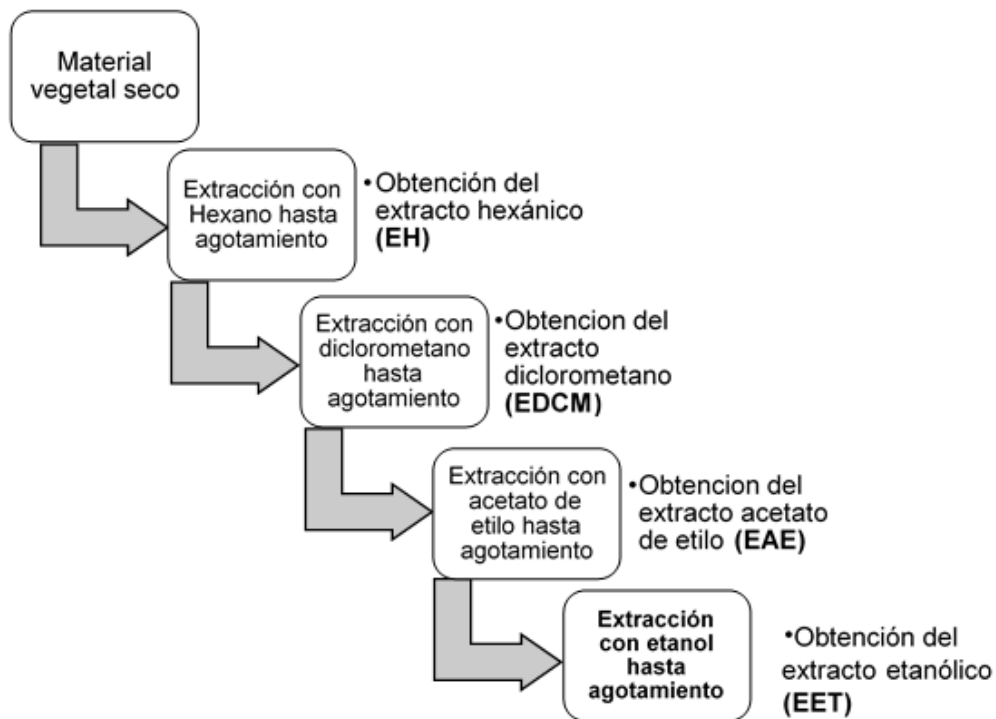 Material
vegetal seco
Extracción con
Hexano hasta
agotamiento
•Obtención del
extracto hexánico
(EH)
Extracción con
diclorometano
hasta
agotamiento
•Obtencion del
extracto
diclorometano
(EDCM)
Extracción con
acetato de
etilo hasta
agotamiento
•Obtencion del
extracto acetato
de etilo (EAE)
Extracción
con etanol
hasta
agotamiento
•Obtención del
extracto etanólico
(EET)